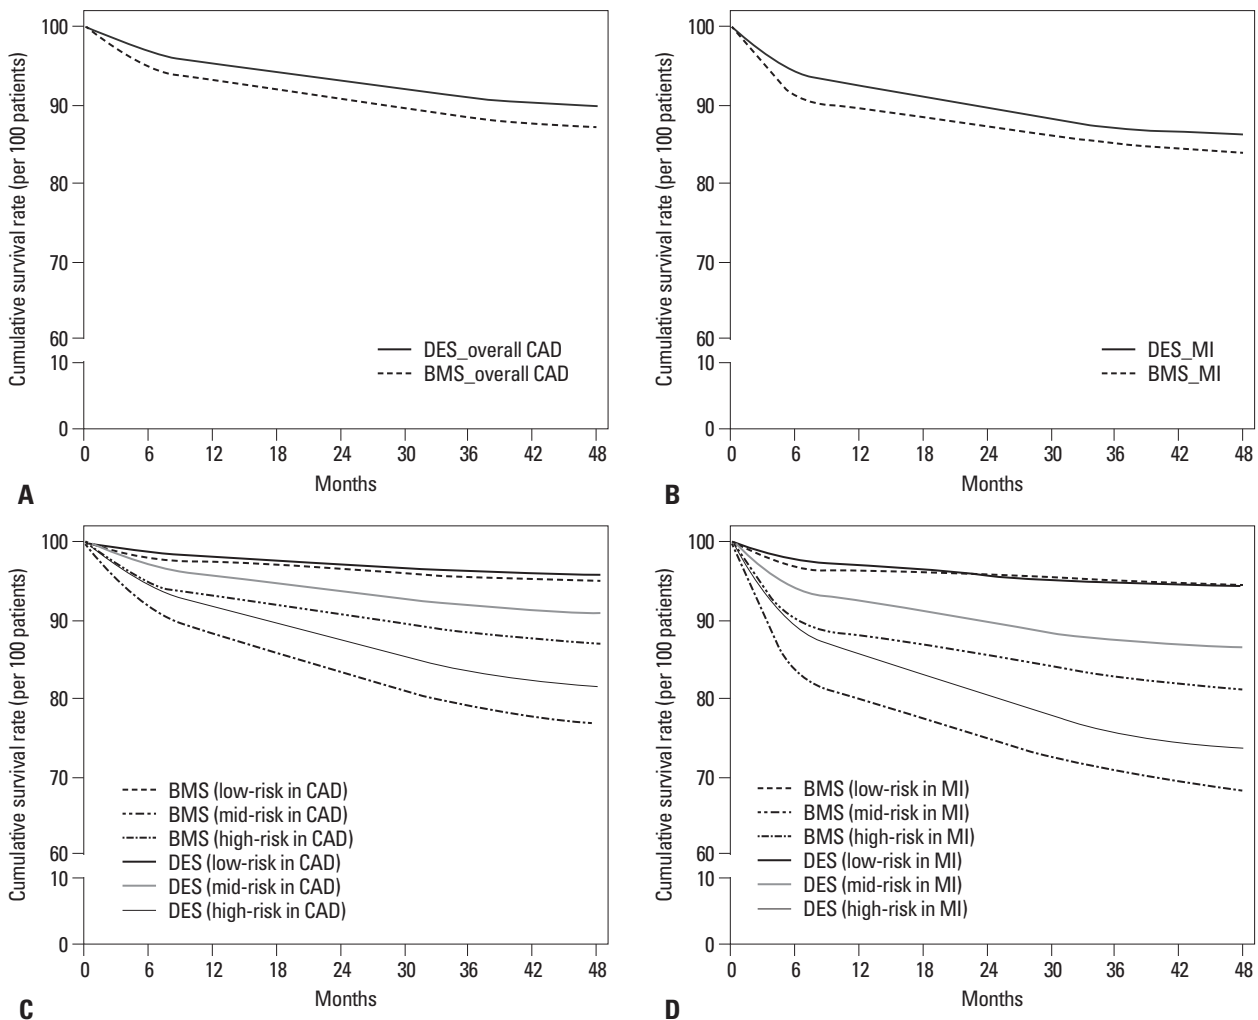 Cumulative survival rate (per 100 patients)
100
90
80
70
60
10
0
DES_overall CAD
BMS_overall CAD
0 6 12 18 24 30 36 42 48
Months
A
Cumulative survival rate (per 100 patients)
100
90
80
70
60
10
0
DES_MI
BMS_MI
0 6 12 18 24 30 36 42 48
Months
B
Cumulative survival rate (per 100 patients)
100
90
80
70
60
10
0
BMS (low-risk in CAD)
BMS (mid-risk in CAD)
BMS (high-risk in CAD)
DES (low-risk in CAD)
DES (mid-risk in CAD)
DES (high-risk in CAD)
0 6 12 18 24 30 36 42 48
Months
C
Cumulative survival rate (per 100 patients)
100
90
80
70
60
10
0
BMS (low-risk in MI)
BMS (mid-risk in MI)
BMS (high-risk in MI)
DES (low-risk in MI)
DES (mid-risk in MI)
DES (high-risk in MI)
0 6 12 18 24 30 36 42 48
Months
D